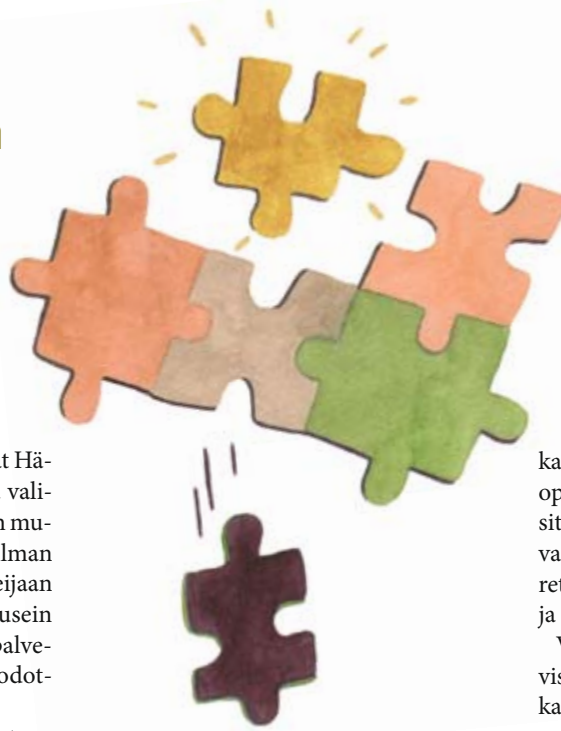 t Hä-
vali-
n mu-
lman
eijaan
usein
palve-
odot-
ka
op
sit
va
ret
ja
V
vis
ka